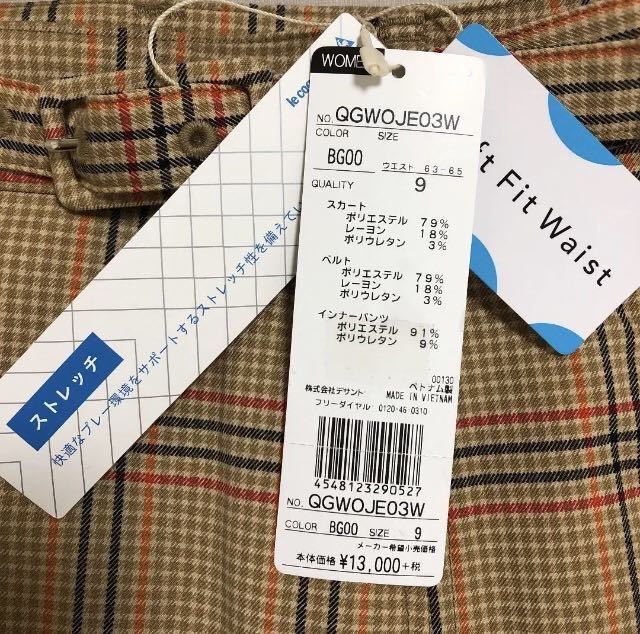 WOMEN
NO. QGWOJE03W
COLOR SIZE
BG00 ウエスト 63-65
9
QUALITY
スカート
ポリエステル 79%
レーヨン 18%
ポリウレタン 3%
ベルト
ポリエステル 79%
レーヨン 18%
ポリウレタン 3%
インナーパンツ
ポリエステル 91%
ポリウレタン 9%
00130
ベトナム製
株式会社デサント MADE IN VIETNAM
フリーダイヤル 0120-46-0310
4548123290527
NO. QGWOJE03W
COLOR BG00 SIZE 9
メーカー希望小売価格
本体価格 ¥13,000+税
le coq
ストレッチ
快適なプレー環境をサポートするストレッチ性を備えてい
ft Fit Waist